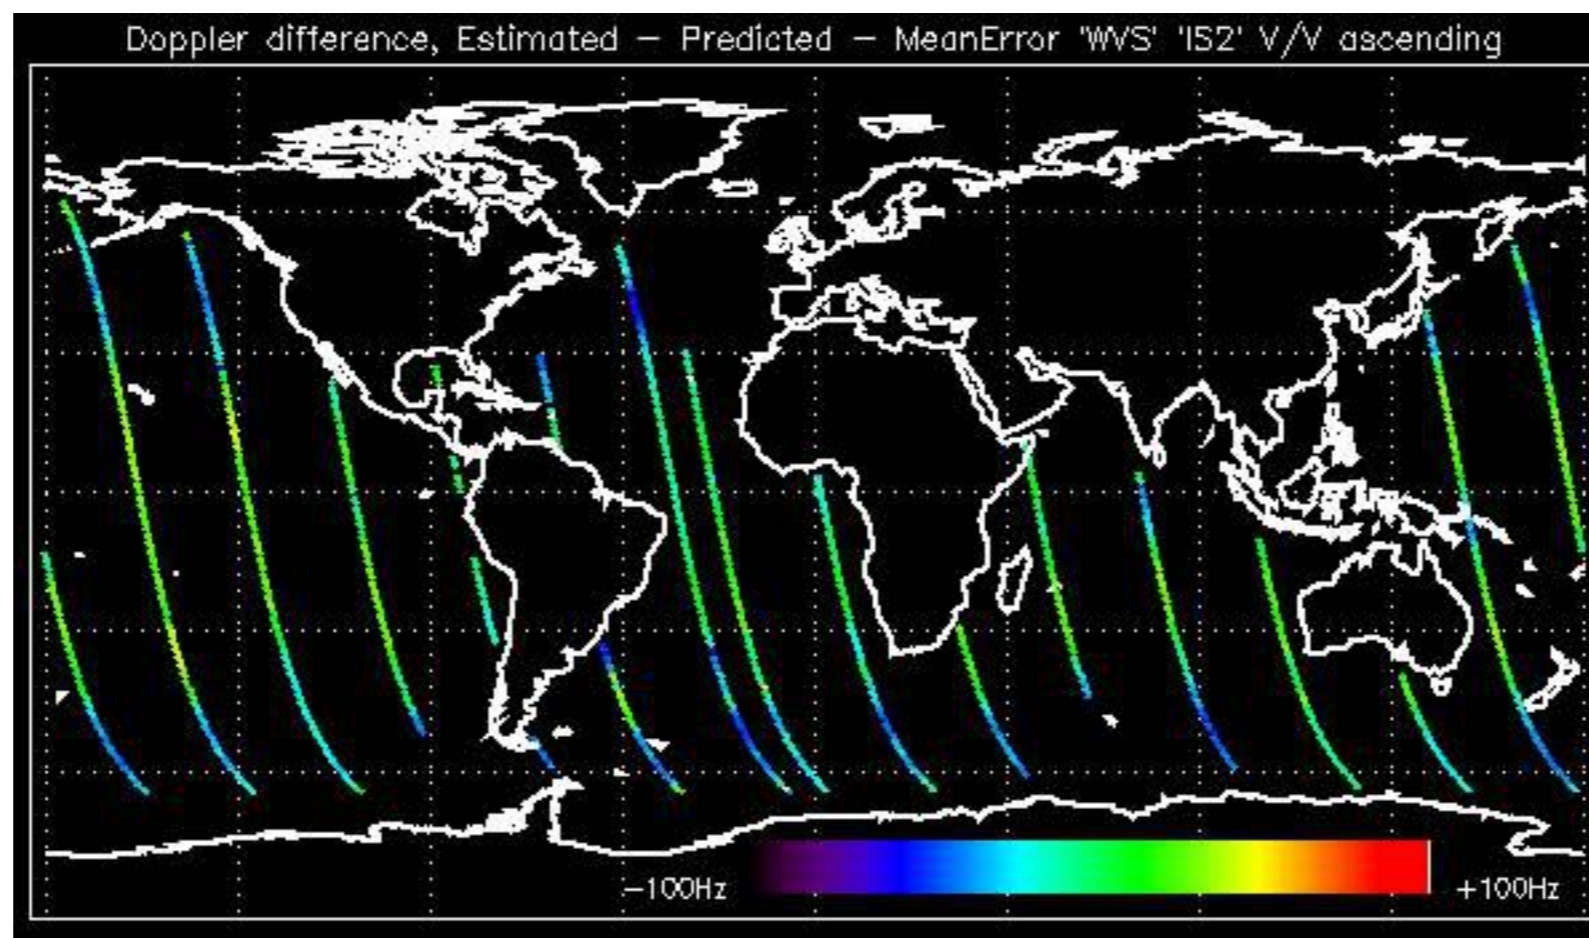 Doppler difference, Estimated – Predicted – MeanError 'WVS' 'IS2' V/V ascending
–100Hz +100Hz